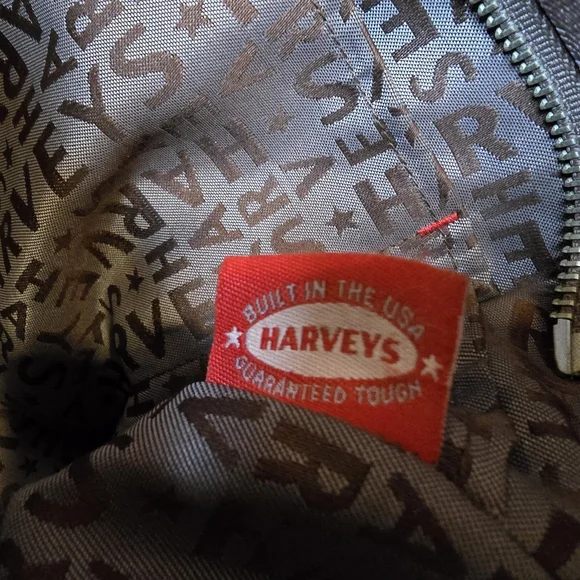 BUILT IN THE USA
HARVEYS
GUARANTEED TOUGH